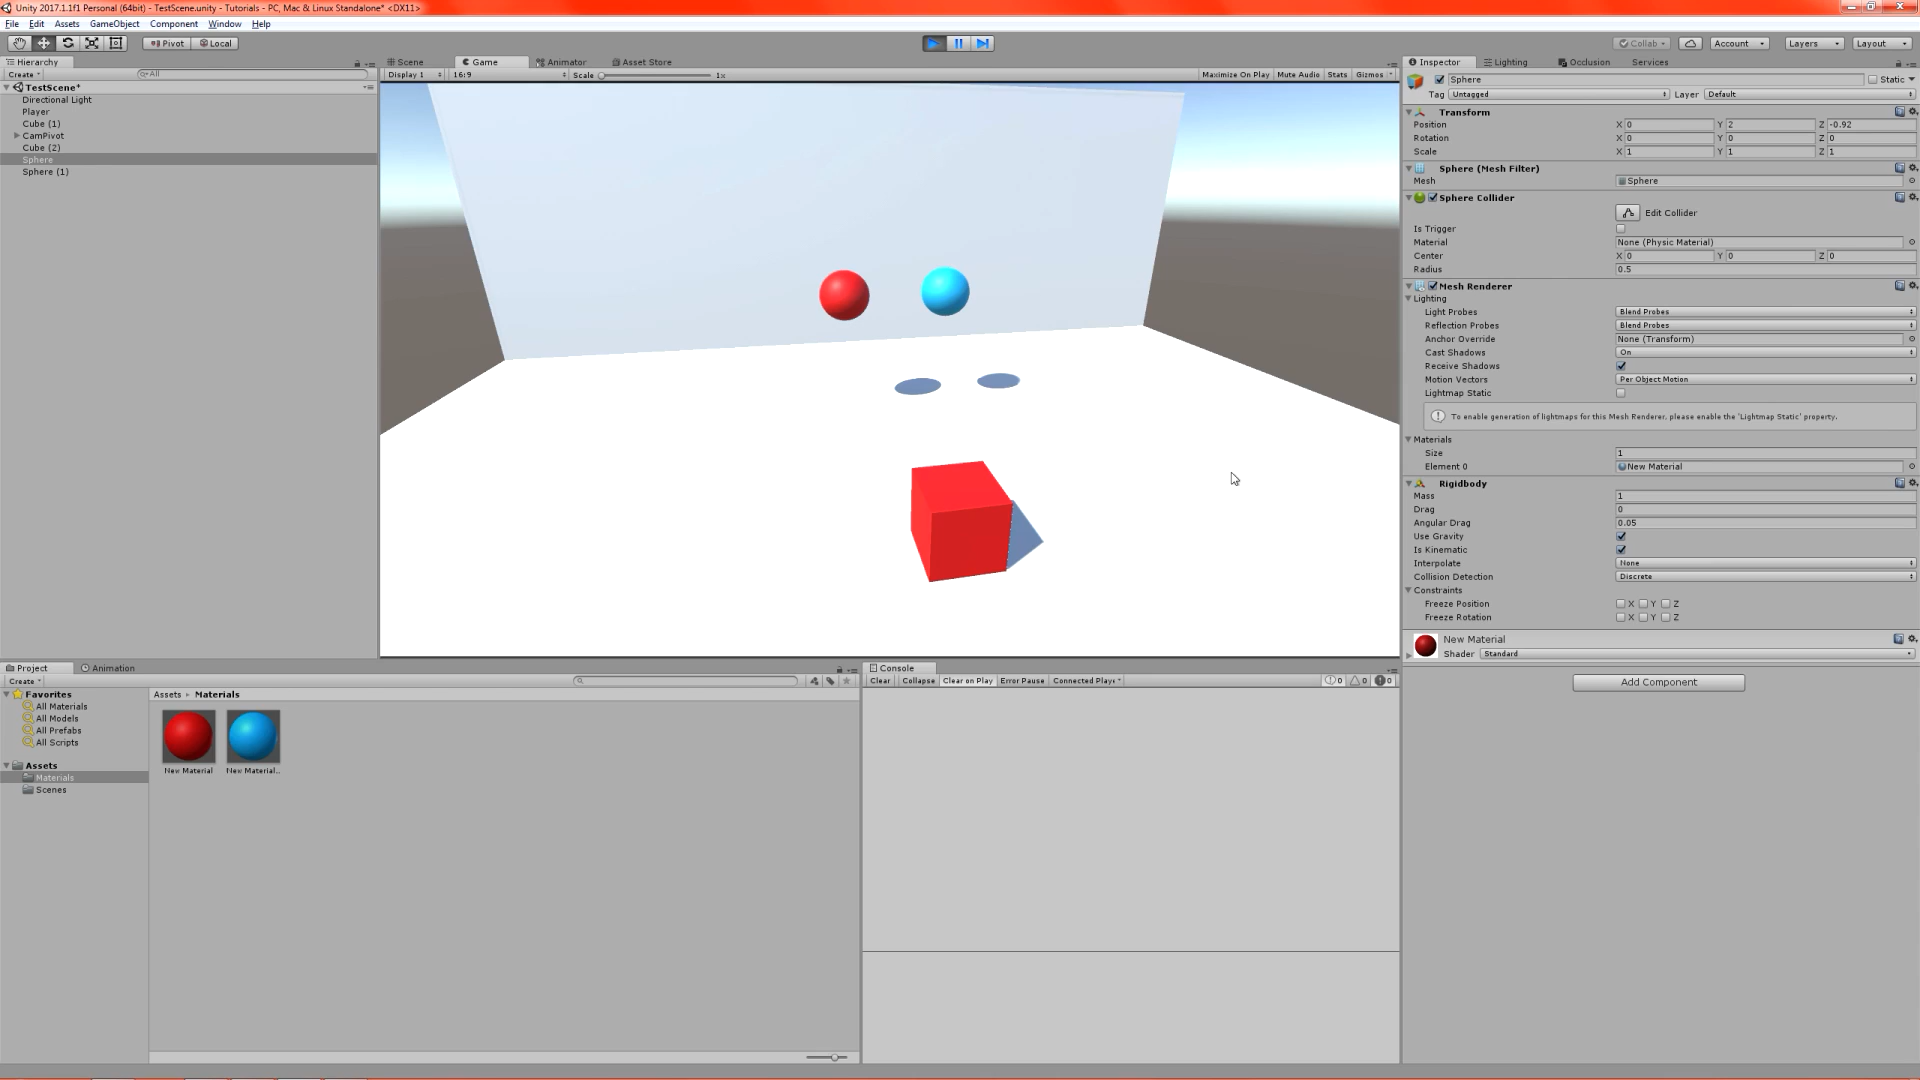 Unity 2017.1.1f1 Personal (64bit) - TestScene.unity - Tutorials - PC, Mac & Linux Standalone* <DX11>
File Edit Assets GameObject Component Window Help
Pivot Local Collab Account Layers Layout
Hierarchy
Create All
TestScene*
Directional Light
Player
Cube (1)
CamPivot
Cube (2)
Sphere
Sphere (1)
Scene Game Animator Asset Store
Display 1 16:9 Scale 1x Maximize On Play Mute Audio Stats Gizmos
Inspector Lighting Occlusion Services
Sphere Static
Tag Untagged Layer Default
Transform
Position X 0 Y 2 Z -0.92
Rotation X 0 Y 0 Z 0
Scale X 1 Y 1 Z 1
Sphere (Mesh Filter)
Mesh Sphere
Sphere Collider
Edit Collider
Is Trigger
Material None (Physic Material)
Center X 0 Y 0 Z 0
Radius 0.5
Mesh Renderer
Lighting
Light Probes Blend Probes
Reflection Probes Blend Probes
Anchor Override None (Transform)
Cast Shadows On
Receive Shadows
Motion Vectors Per Object Motion
Lightmap Static
To enable generation of lightmaps for this Mesh Renderer, please enable the 'Lightmap Static' property.
Materials
Size 1
Element 0 New Material
Rigidbody
Mass 1
Drag 0
Angular Drag 0.05
Use Gravity
Is Kinematic
Interpolate None
Collision Detection Discrete
Constraints
Freeze Position X Y Z
Freeze Rotation X Y Z
New Material
Shader Standard
Add Component
Project Animation
Create
Favorites
All Materials
All Models
All Prefabs
All Scripts
Assets
Materials
Scenes
Assets Materials
New Material New Material..
Console
Clear Collapse Clear on Play Error Pause Connected Playe 0 0 0